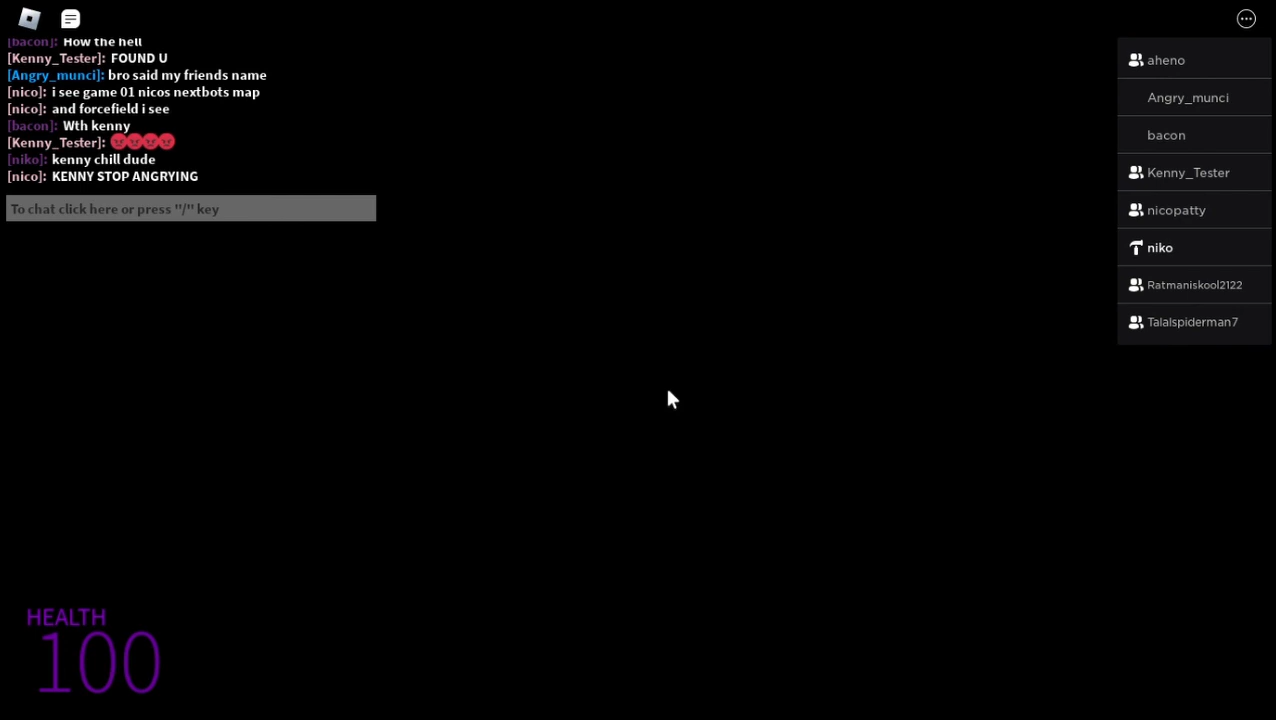 [bacon]: How the hell
[Kenny_Tester]: FOUND U
[Angry_munci]: bro said my friends name
[nico]: i see game 01 nicos nextbots map
[nico]: and forcefield i see
[bacon]: Wth kenny
[Kenny_Tester]: 😡😡😡😡
[niko]: kenny chill dude
[nico]: KENNY STOP ANGRYING
To chat click here or press "/" key
aheno
Angry_munci
bacon
Kenny_Tester
nicopatty
niko
Ratmaniskool2122
Talalspiderman7
HEALTH
100